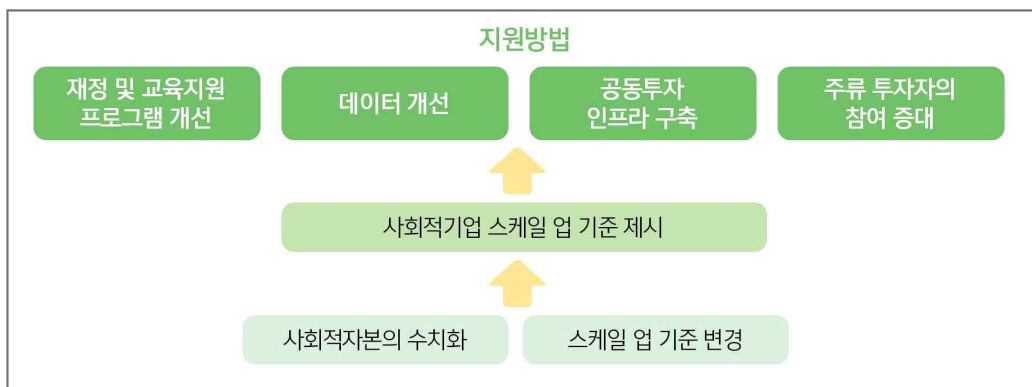 지원방법
재정 및 교육지원
프로그램 개선
데이터 개선
공동투자
인프라 구축
주류 투자자의
참여 증대
사회적기업 스케일 업 기준 제시
사회적자본의 수치화
스케일 업 기준 변경